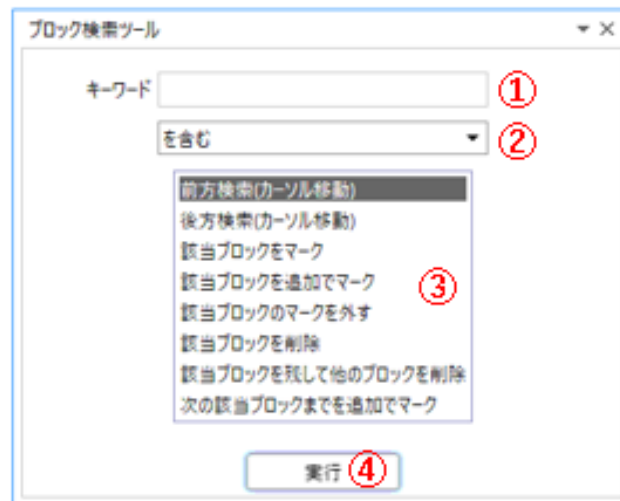 ブロック検索ツール
キーワード ①
を含む ②
前方検索(カーソル移動)
後方検索(カーソル移動)
該当ブロックをマーク
該当ブロックを追加でマーク ③
該当ブロックのマークを外す
該当ブロックを削除
該当ブロックを残して他のブロックを削除
次の該当ブロックまでを追加でマーク
実行 ④